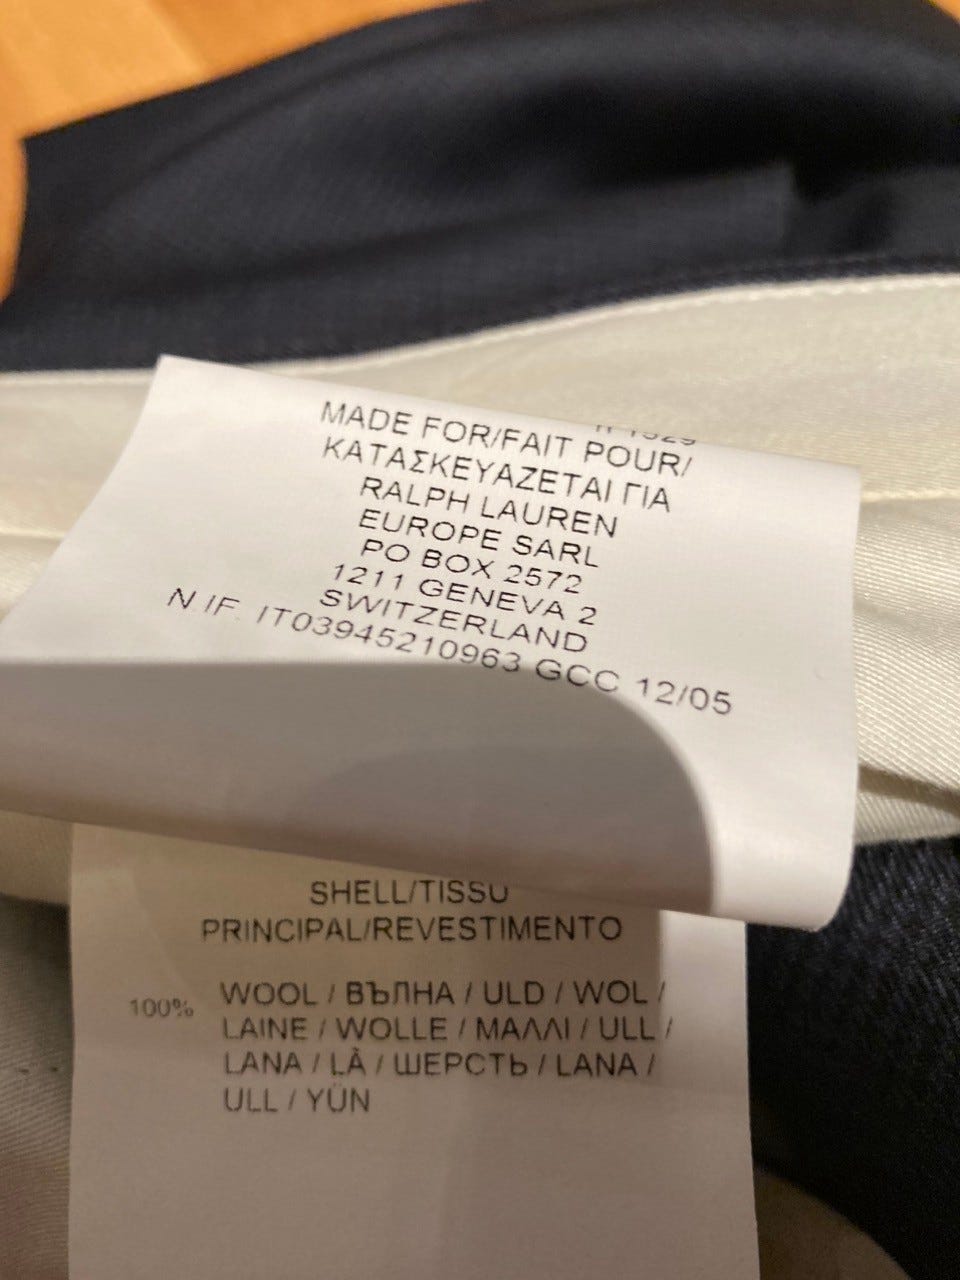 MADE FOR/FAIT POUR/
ΚΑΤΑΣΚΕΥΑΖΕΤΑΙ ΓΙΑ
RALPH LAUREN
EUROPE SARL
PO BOX 2572
1211 GENEVA 2
SWITZERLAND
N IF. IT03945210963 GCC 12/05
SHELL/TISSU
PRINCIPAL/REVESTIMENTO
100% WOOL / ВЪЛНА / ULD / WOL /
LAINE / WOLLE / ΜΑΛΛΙ / ULL /
LANA / LÀ / ШЕРСТЬ / LANA /
ULL / YÜN